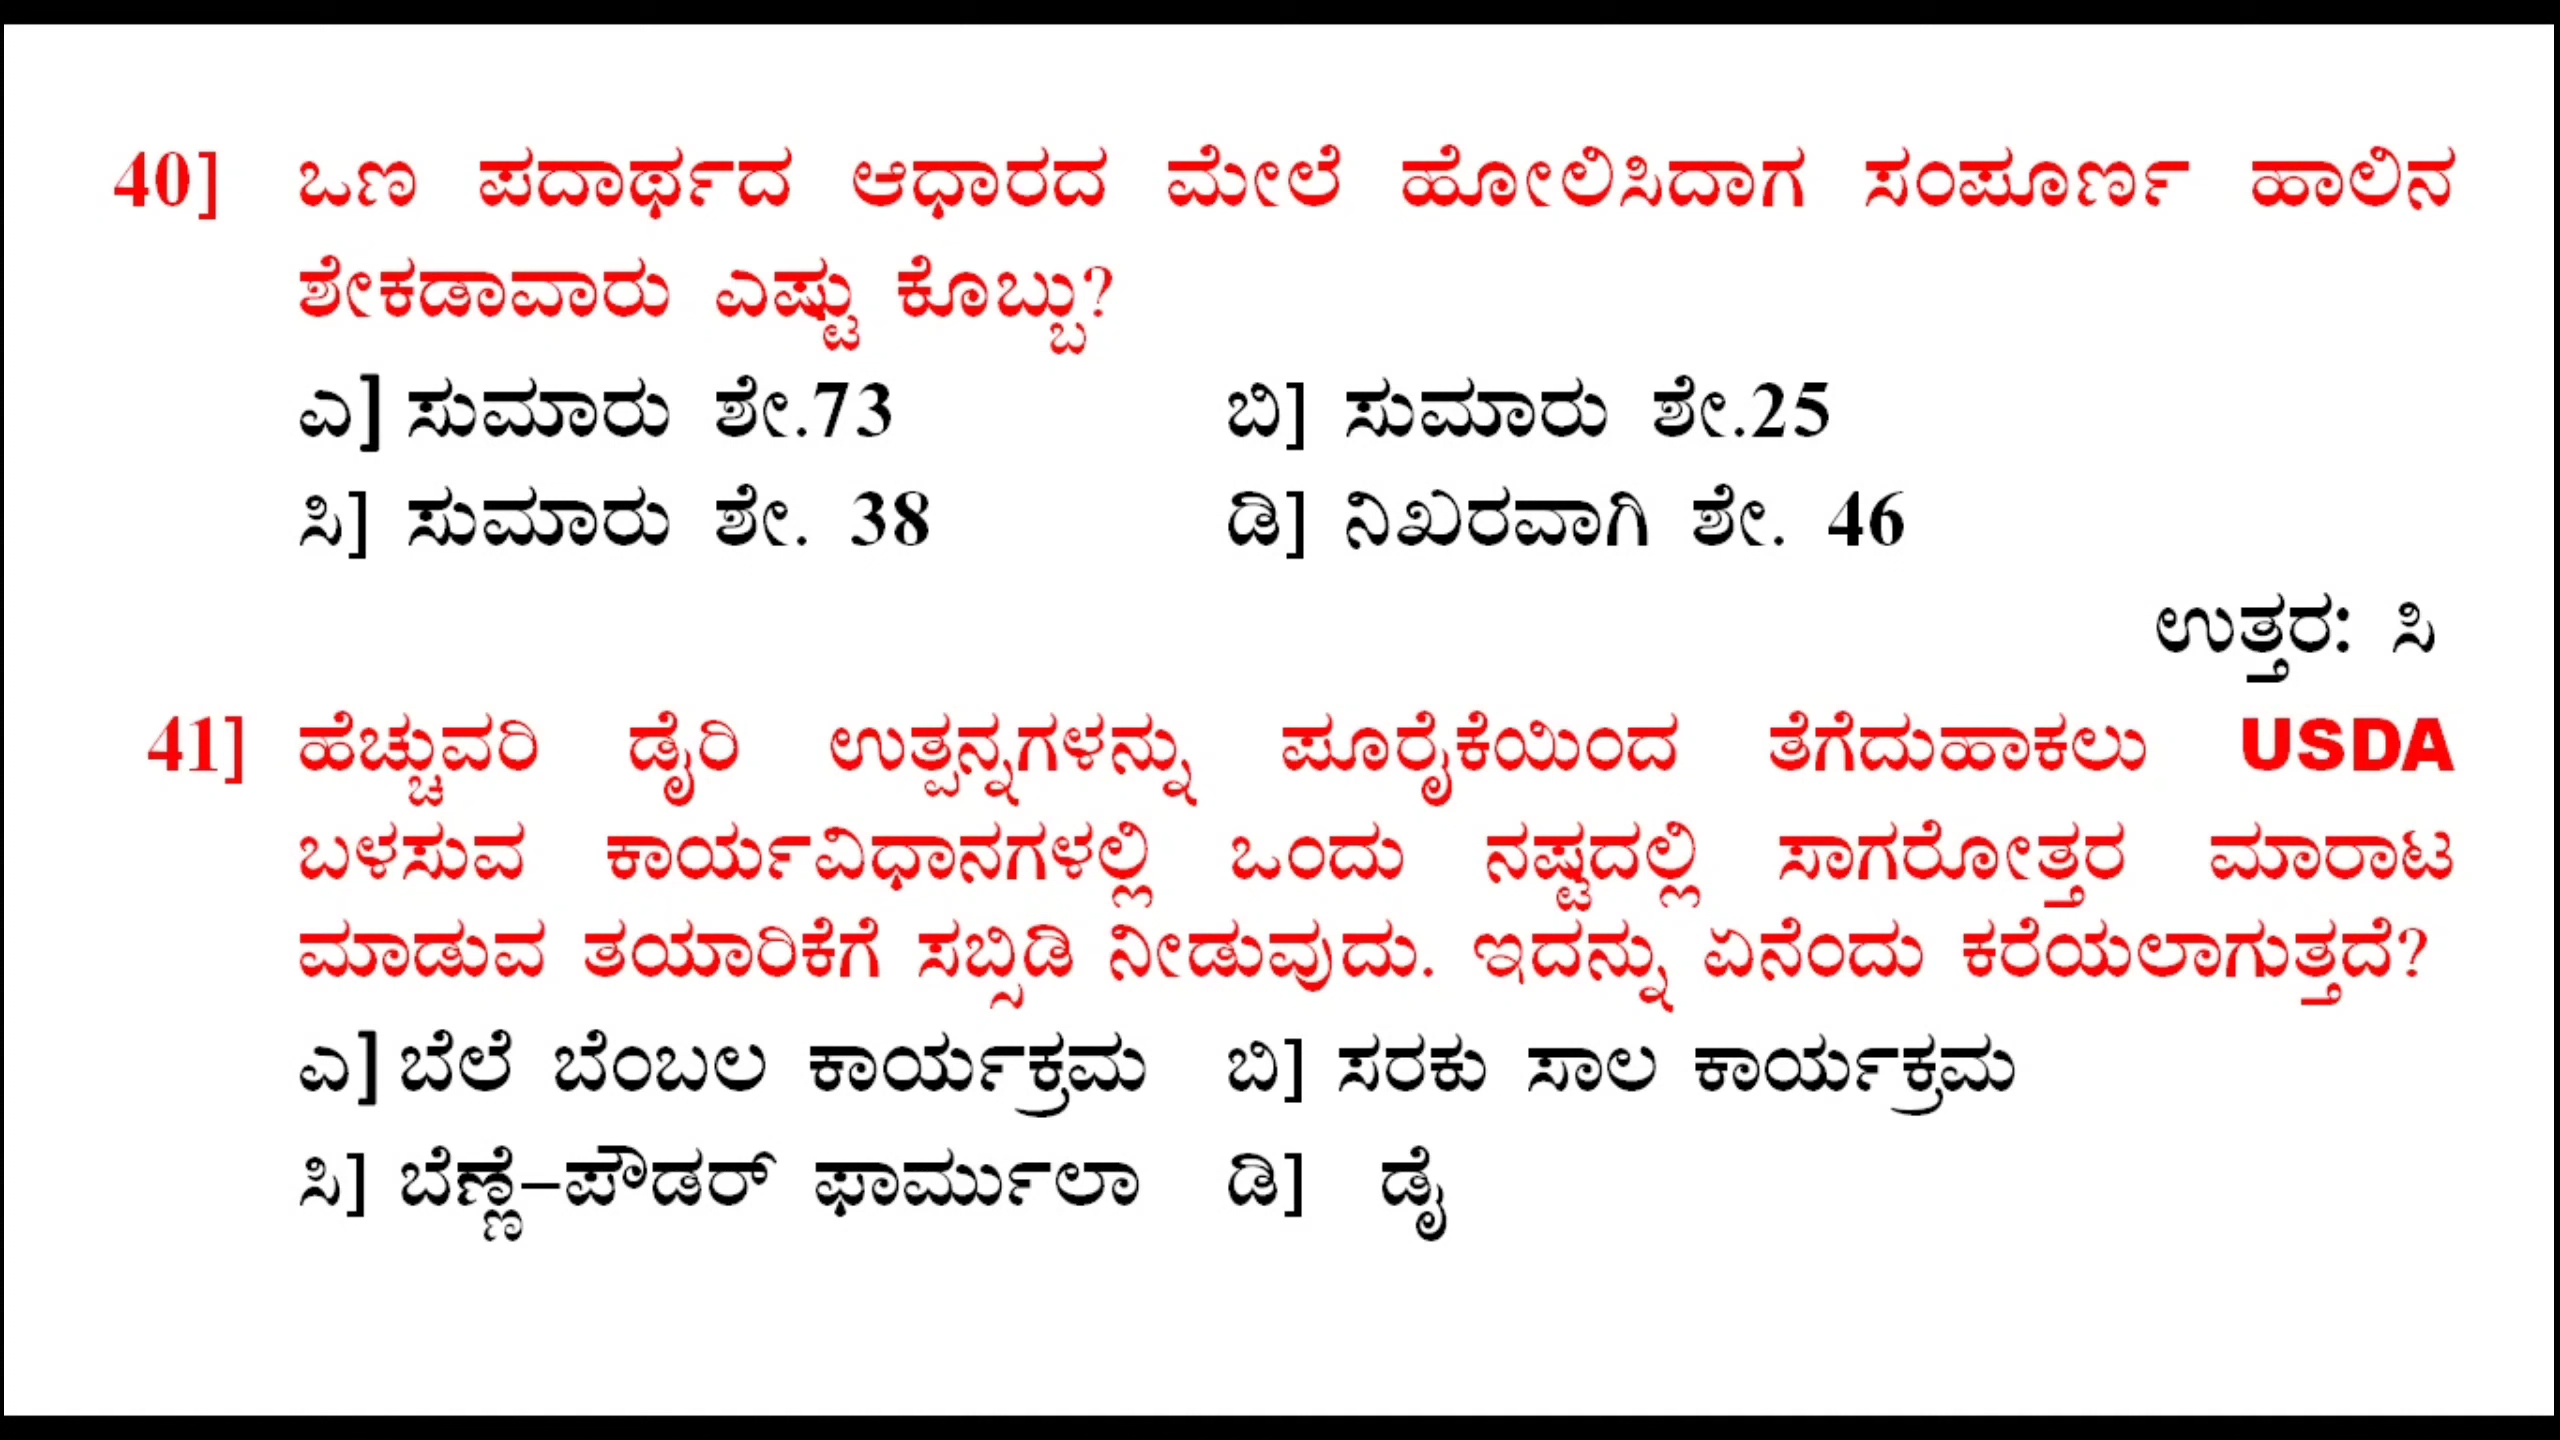 40] ಒಣ ಪದಾರ್ಥದ ಆಧಾರದ ಮೇಲೆ ಹೋಲಿಸಿದಾಗ ಸಂಪೂರ್ಣ ಹಾಲಿನ
ಶೇಕಡಾವಾರು ಎಷ್ಟು ಕೊಬ್ಬು?
ಎ] ಸುಮಾರು ಶೇ.73 ಬಿ] ಸುಮಾರು ಶೇ.25
ಸಿ] ಸುಮಾರು ಶೇ. 38 ಡಿ] ನಿಖರವಾಗಿ ಶೇ. 46
ಉತ್ತರ: ಸಿ
41] ಹೆಚ್ಚುವರಿ ಡೈರಿ ಉತ್ಪನ್ನಗಳನ್ನು ಪೂರೈಕೆಯಿಂದ ತೆಗೆದುಹಾಕಲು USDA
ಬಳಸುವ ಕಾರ್ಯವಿಧಾನಗಳಲ್ಲಿ ಒಂದು ನಷ್ಟದಲ್ಲಿ ಸಾಗರೋತ್ತರ ಮಾರಾಟ
ಮಾಡುವ ತಯಾರಿಕೆಗೆ ಸಬ್ಸಿಡಿ ನೀಡುವುದು. ಇದನ್ನು ಏನೆಂದು ಕರೆಯಲಾಗುತ್ತದೆ?
ಎ] ಬೆಲೆ ಬೆಂಬಲ ಕಾರ್ಯಕ್ರಮ ಬಿ] ಸರಕು ಸಾಲ ಕಾರ್ಯಕ್ರಮ
ಸಿ] ಬೆಣ್ಣೆ–ಪೌಡರ್ ಫಾರ್ಮುಲಾ ಡಿ] ಡೈ